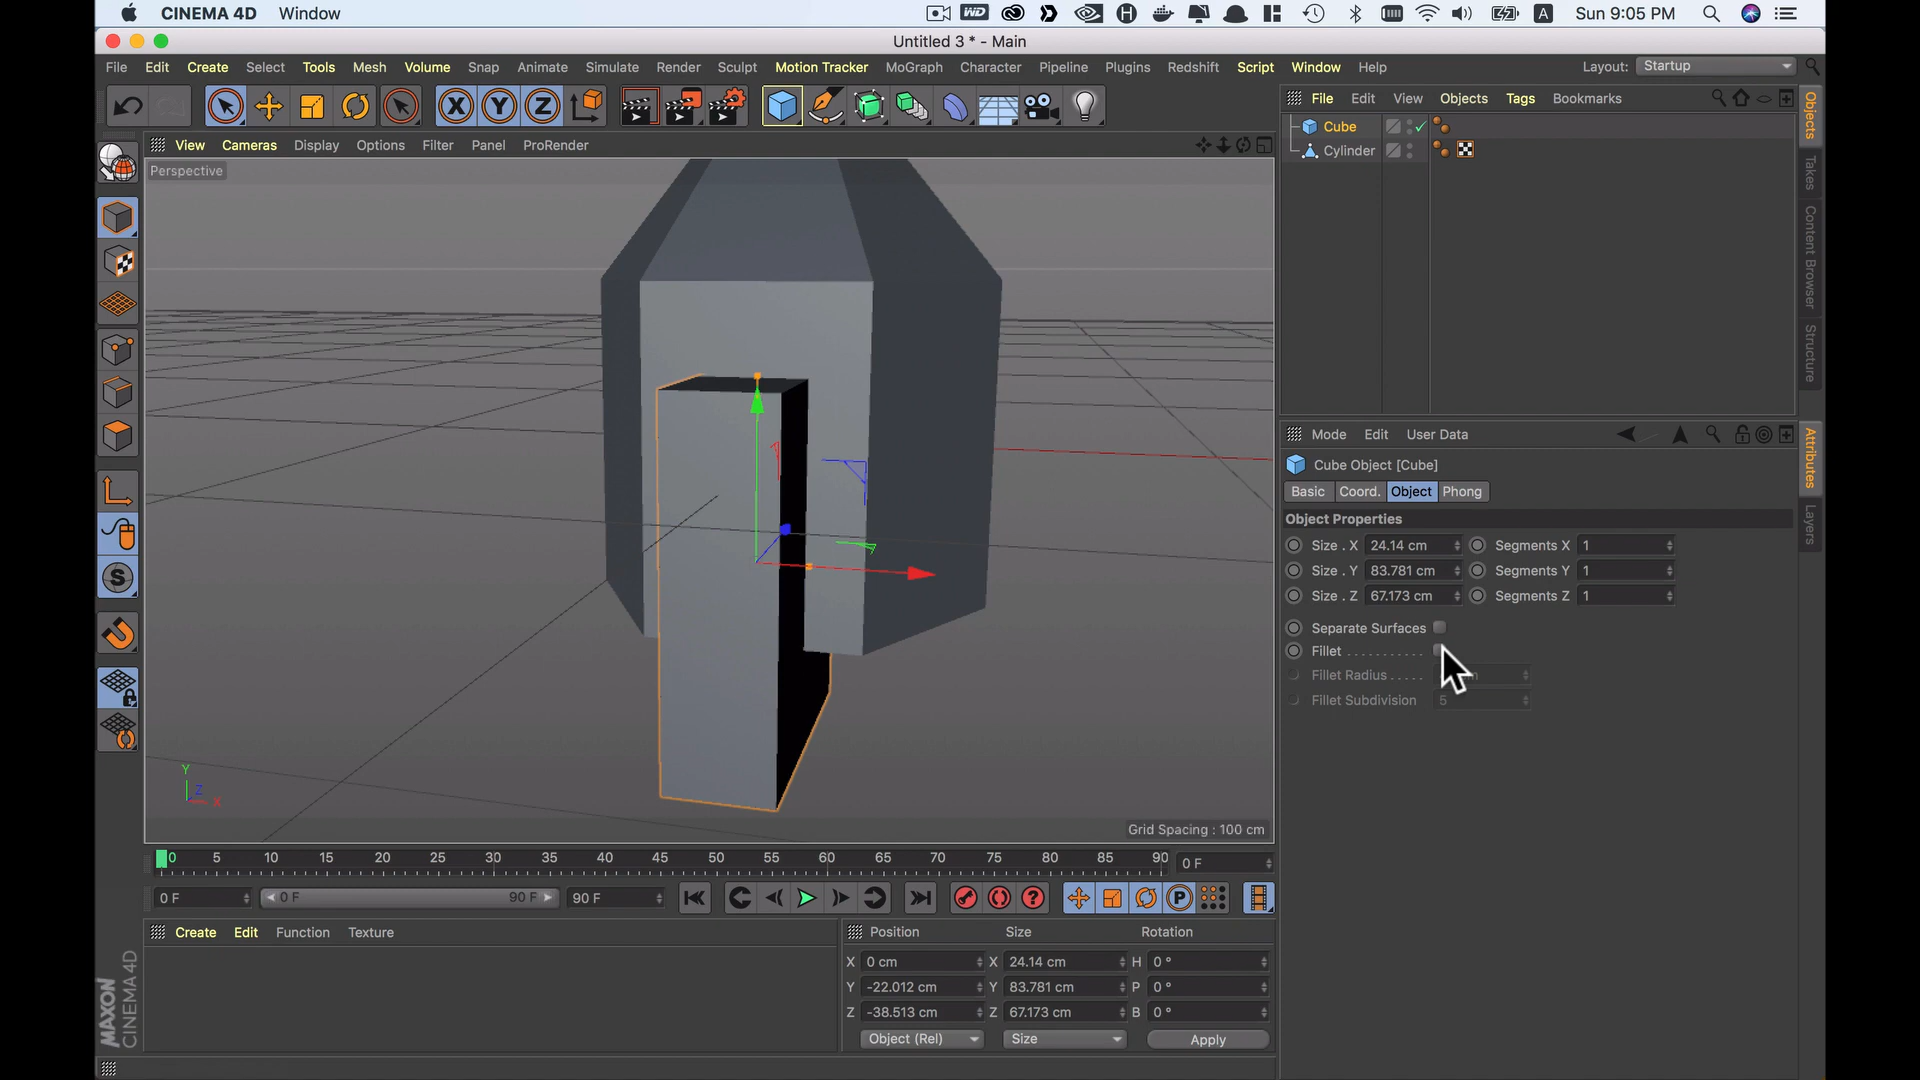 CINEMA 4D Window
Sun 9:05 PM
Untitled 3 * - Main
File Edit Create Select Tools Mesh Volume Snap Animate Simulate Render Sculpt Motion Tracker MoGraph Character Pipeline Plugins Redshift Script Window Help
Layout: Startup
File Edit View Objects Tags Bookmarks
Cube
Cylinder
Objects
Takes
Content Browser
Structure
View Cameras Display Options Filter Panel ProRender
Perspective
Grid Spacing : 100 cm
Mode Edit User Data
Attributes
Layers
Cube Object [Cube]
Basic Coord. Object Phong
Object Properties
Size . X 24.14 cm Segments X 1
Size . Y 83.781 cm Segments Y 1
Size . Z 67.173 cm Segments Z 1
Separate Surfaces
Fillet . . . . . . . . . . .
Fillet Radius . . . . .
Fillet Subdivision 5
0 5 10 15 20 25 30 35 40 45 50 55 60 65 70 75 80 85 90 0 F
0 F 0 F 90 F 90 F
Create Edit Function Texture
Position Size Rotation
X 0 cm X 24.14 cm H 0 °
Y -22.012 cm Y 83.781 cm P 0 °
Z -38.513 cm Z 67.173 cm B 0 °
Object (Rel) Size Apply
MAXON
CINEMA 4D
Y
Z
X